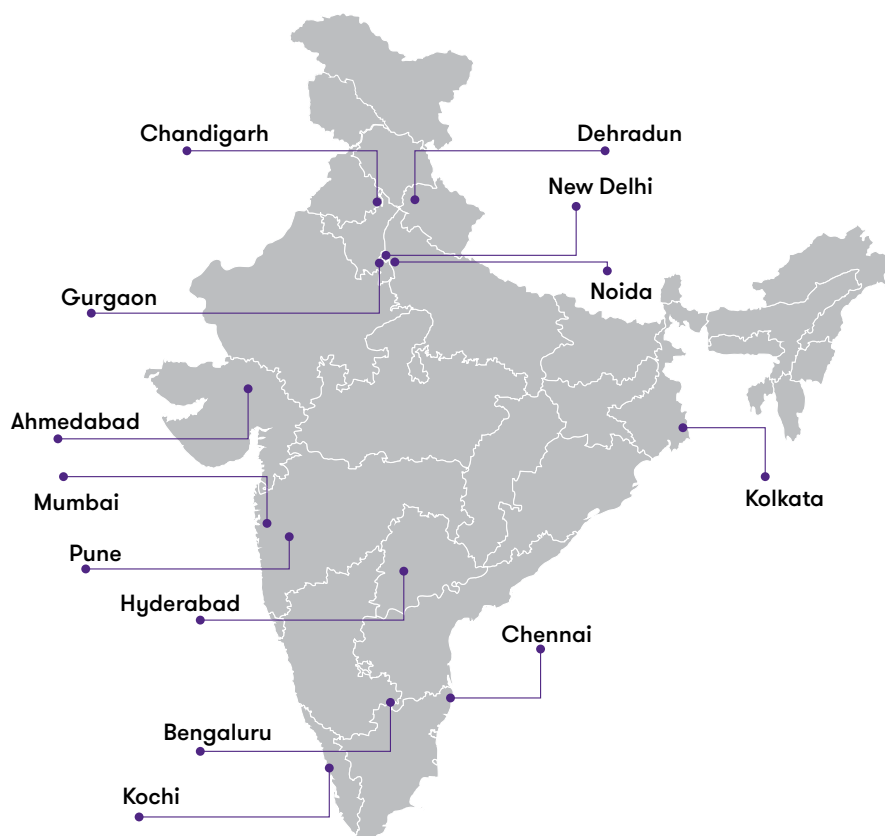 Chandigarh
Dehradun
New Delhi
Noida
Gurgaon
Ahmedabad
Mumbai
Kolkata
Pune
Hyderabad
Chennai
Bengaluru
Kochi